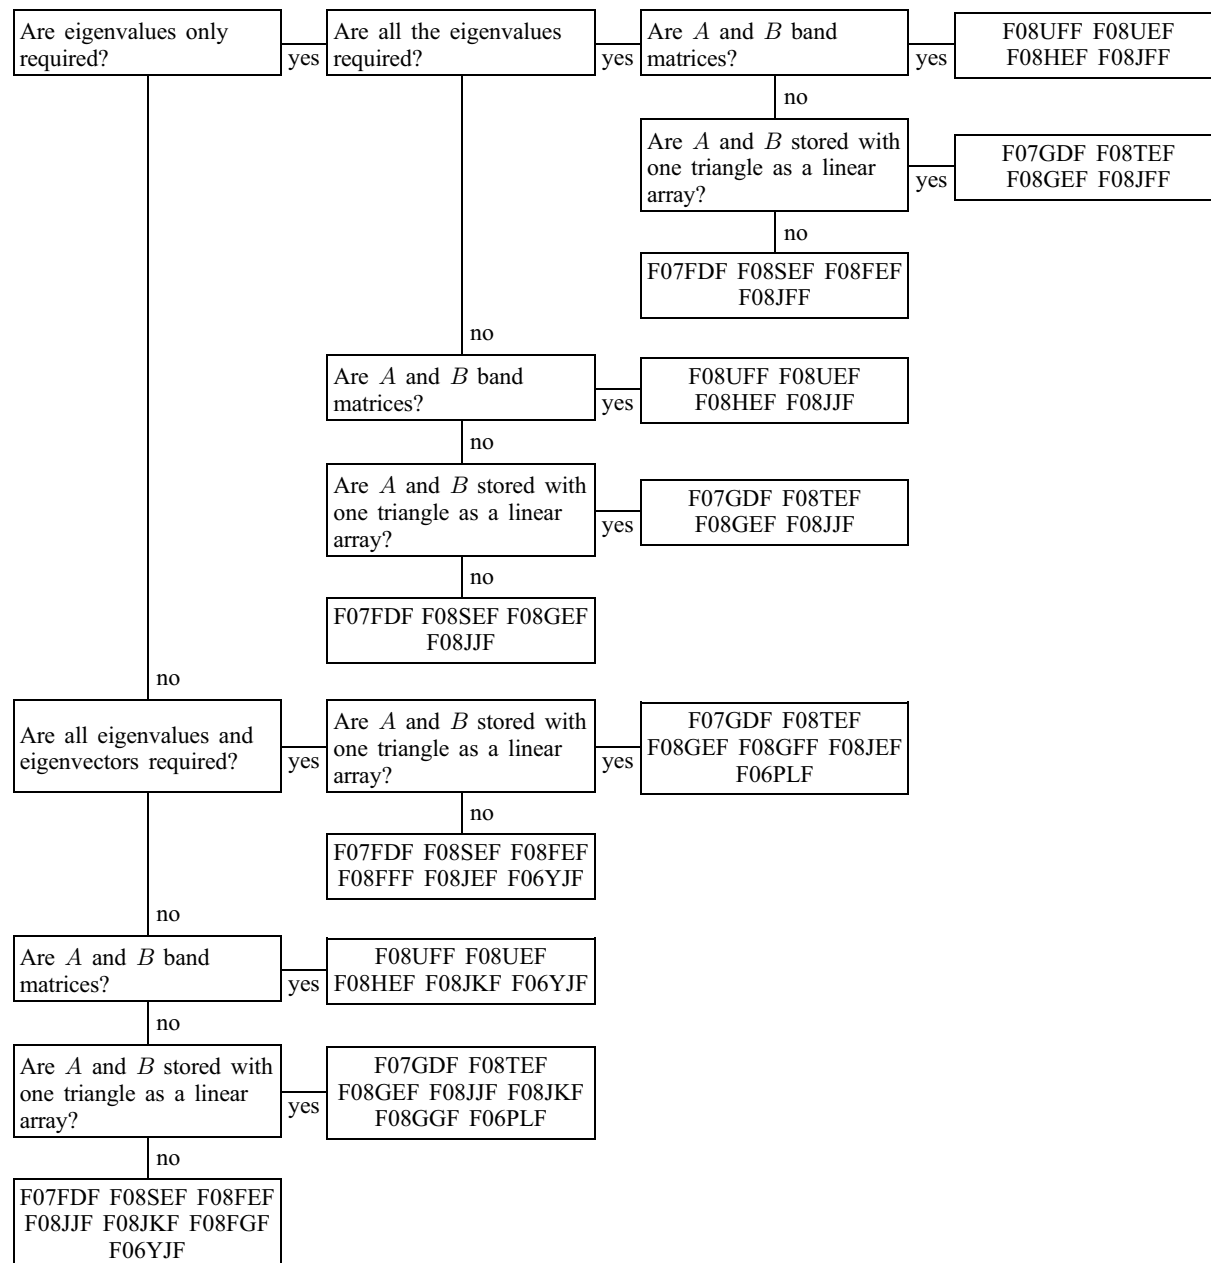 Are eigenvalues only
required?
yes
Are all the eigenvalues
required?
yes
Are A and B band
matrices?
yes
F08UFF F08UEF
F08HEF F08JFF
no
Are A and B stored with
one triangle as a linear
array?
yes
F07GDF F08TEF
F08GEF F08JFF
no
F07FDF F08SEF F08FEF
F08JFF
no
Are A and B band
matrices?
yes
F08UFF F08UEF
F08HEF F08JJF
no
Are A and B stored with
one triangle as a linear
array?
yes
F07GDF F08TEF
F08GEF F08JJF
no
F07FDF F08SEF F08GEF
F08JJF
no
Are all eigenvalues and
eigenvectors required?
yes
Are A and B stored with
one triangle as a linear
array?
yes
F07GDF F08TEF
F08GEF F08GFF F08JEF
F06PLF
no
F07FDF F08SEF F08FEF
F08FFF F08JEF F06YJF
no
Are A and B band
matrices?
yes
F08UFF F08UEF
F08HEF F08JKF F06YJF
no
Are A and B stored with
one triangle as a linear
array?
yes
F07GDF F08TEF
F08GEF F08JJF F08JKF
F08GGF F06PLF
no
F07FDF F08SEF F08FEF
F08JJF F08JKF F08FGF
F06YJF